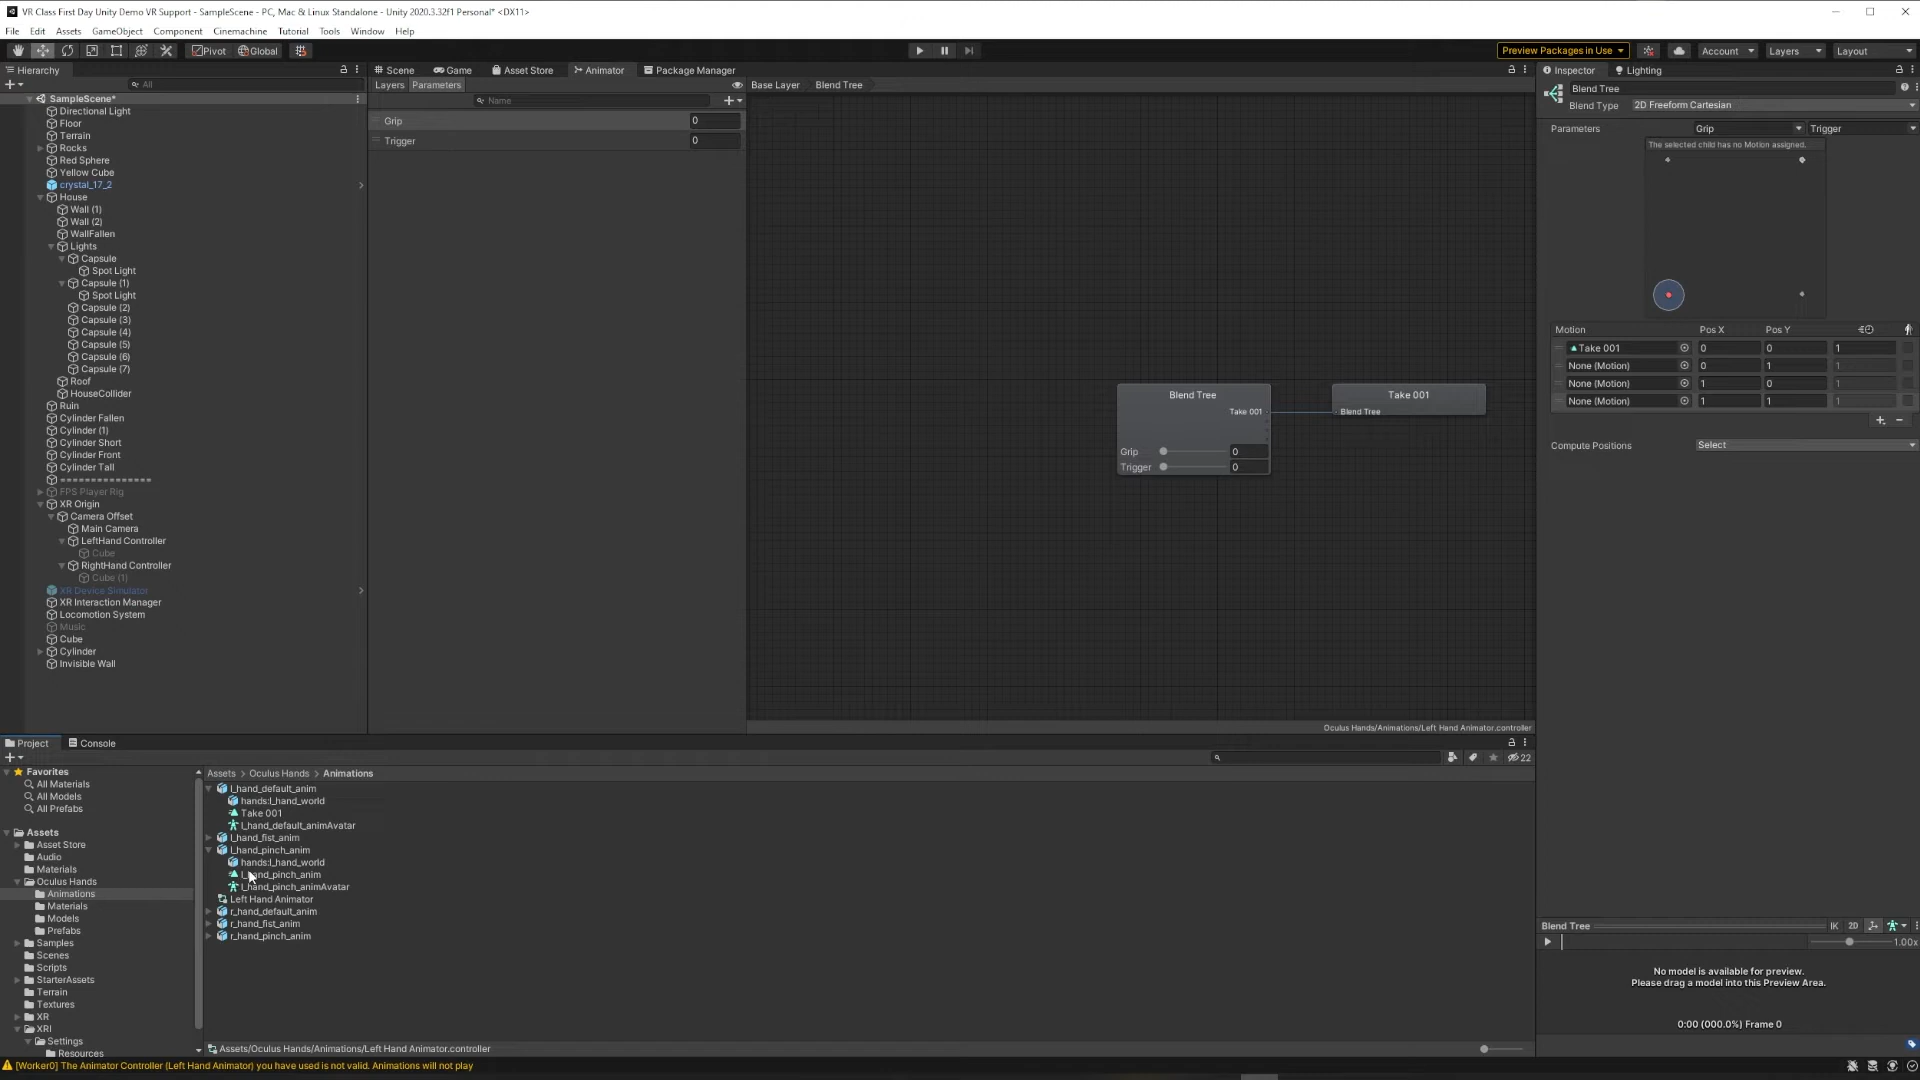 VR Class First Day Unity Demo VR Support - SampleScene - PC, Mac & Linux Standalone - Unity 2020.3.32f1 Personal* <DX11>
File Edit Assets GameObject Component Cinemachine Tutorial Tools Window Help
Pivot Global Preview Packages in Use Account Layers Layout
Hierarchy Scene Game Asset Store Animator Package Manager Inspector Lighting
All
Layers Parameters
Base Layer Blend Tree
Name
Grip 0
Trigger 0
SampleScene*
Directional Light
Floor
Terrain
Rocks
Red Sphere
Yellow Cube
crystal_17_2
House
Wall (1)
Wall (2)
WallFallen
Lights
Capsule
Spot Light
Capsule (1)
Spot Light
Capsule (2)
Capsule (3)
Capsule (4)
Capsule (5)
Capsule (6)
Capsule (7)
Roof
HouseCollider
Ruin
Cylinder Fallen
Cylinder (1)
Cylinder Short
Cylinder Front
Cylinder Tall
===============
FPS Player Rig
XR Origin
Camera Offset
Main Camera
LeftHand Controller
Cube
RightHand Controller
Cube (1)
XR Device Simulator
XR Interaction Manager
Locomotion System
Music
Cube
Cylinder
Invisible Wall
Blend Tree
Take 001
Grip 0
Trigger 0
Take 001
Blend Tree
Oculus Hands/Animations/Left Hand Animator.controller
Blend Tree
Blend Type 2D Freeform Cartesian
Parameters Grip Trigger
The selected child has no Motion assigned.
Motion Pos X Pos Y
Take 001 0 0 1
None (Motion) 0 1 1
None (Motion) 1 0 1
None (Motion) 1 1 1
+ −
Compute Positions Select
Project Console
22
Favorites
All Materials
All Models
All Prefabs
Assets
Asset Store
Audio
Materials
Oculus Hands
Animations
Materials
Models
Prefabs
Samples
Scenes
Scripts
StarterAssets
Terrain
Textures
XR
XRI
Settings
Resources
Assets > Oculus Hands > Animations
l_hand_default_anim
hands:l_hand_world
Take 001
l_hand_default_animAvatar
l_hand_fist_anim
l_hand_pinch_anim
hands:l_hand_world
l_hand_pinch_anim
l_hand_pinch_animAvatar
Left Hand Animator
r_hand_default_anim
r_hand_fist_anim
r_hand_pinch_anim
Assets/Oculus Hands/Animations/Left Hand Animator.controller
Blend Tree IK 2D
1.00x
No model is available for preview.
Please drag a model into this Preview Area.
0:00 (000.0%) Frame 0
[Worker0] The Animator Controller (Left Hand Animator) you have used is not valid. Animations will not play